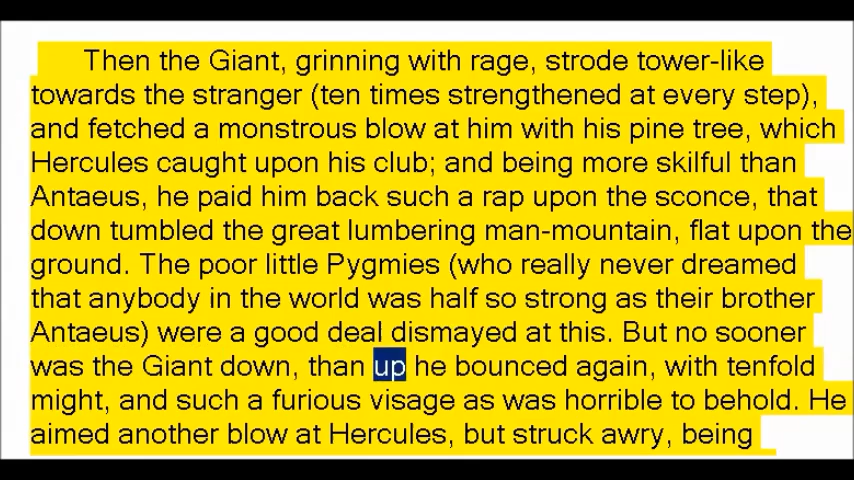 Then the Giant, grinning with rage, strode tower-like
towards the stranger (ten times strengthened at every step),
and fetched a monstrous blow at him with his pine tree, which
Hercules caught upon his club; and being more skilful than
Antaeus, he paid him back such a rap upon the sconce, that
down tumbled the great lumbering man-mountain, flat upon the
ground. The poor little Pygmies (who really never dreamed
that anybody in the world was half so strong as their brother
Antaeus) were a good deal dismayed at this. But no sooner
was the Giant down, than up he bounced again, with tenfold
might, and such a furious visage as was horrible to behold. He
aimed another blow at Hercules, but struck awry, being